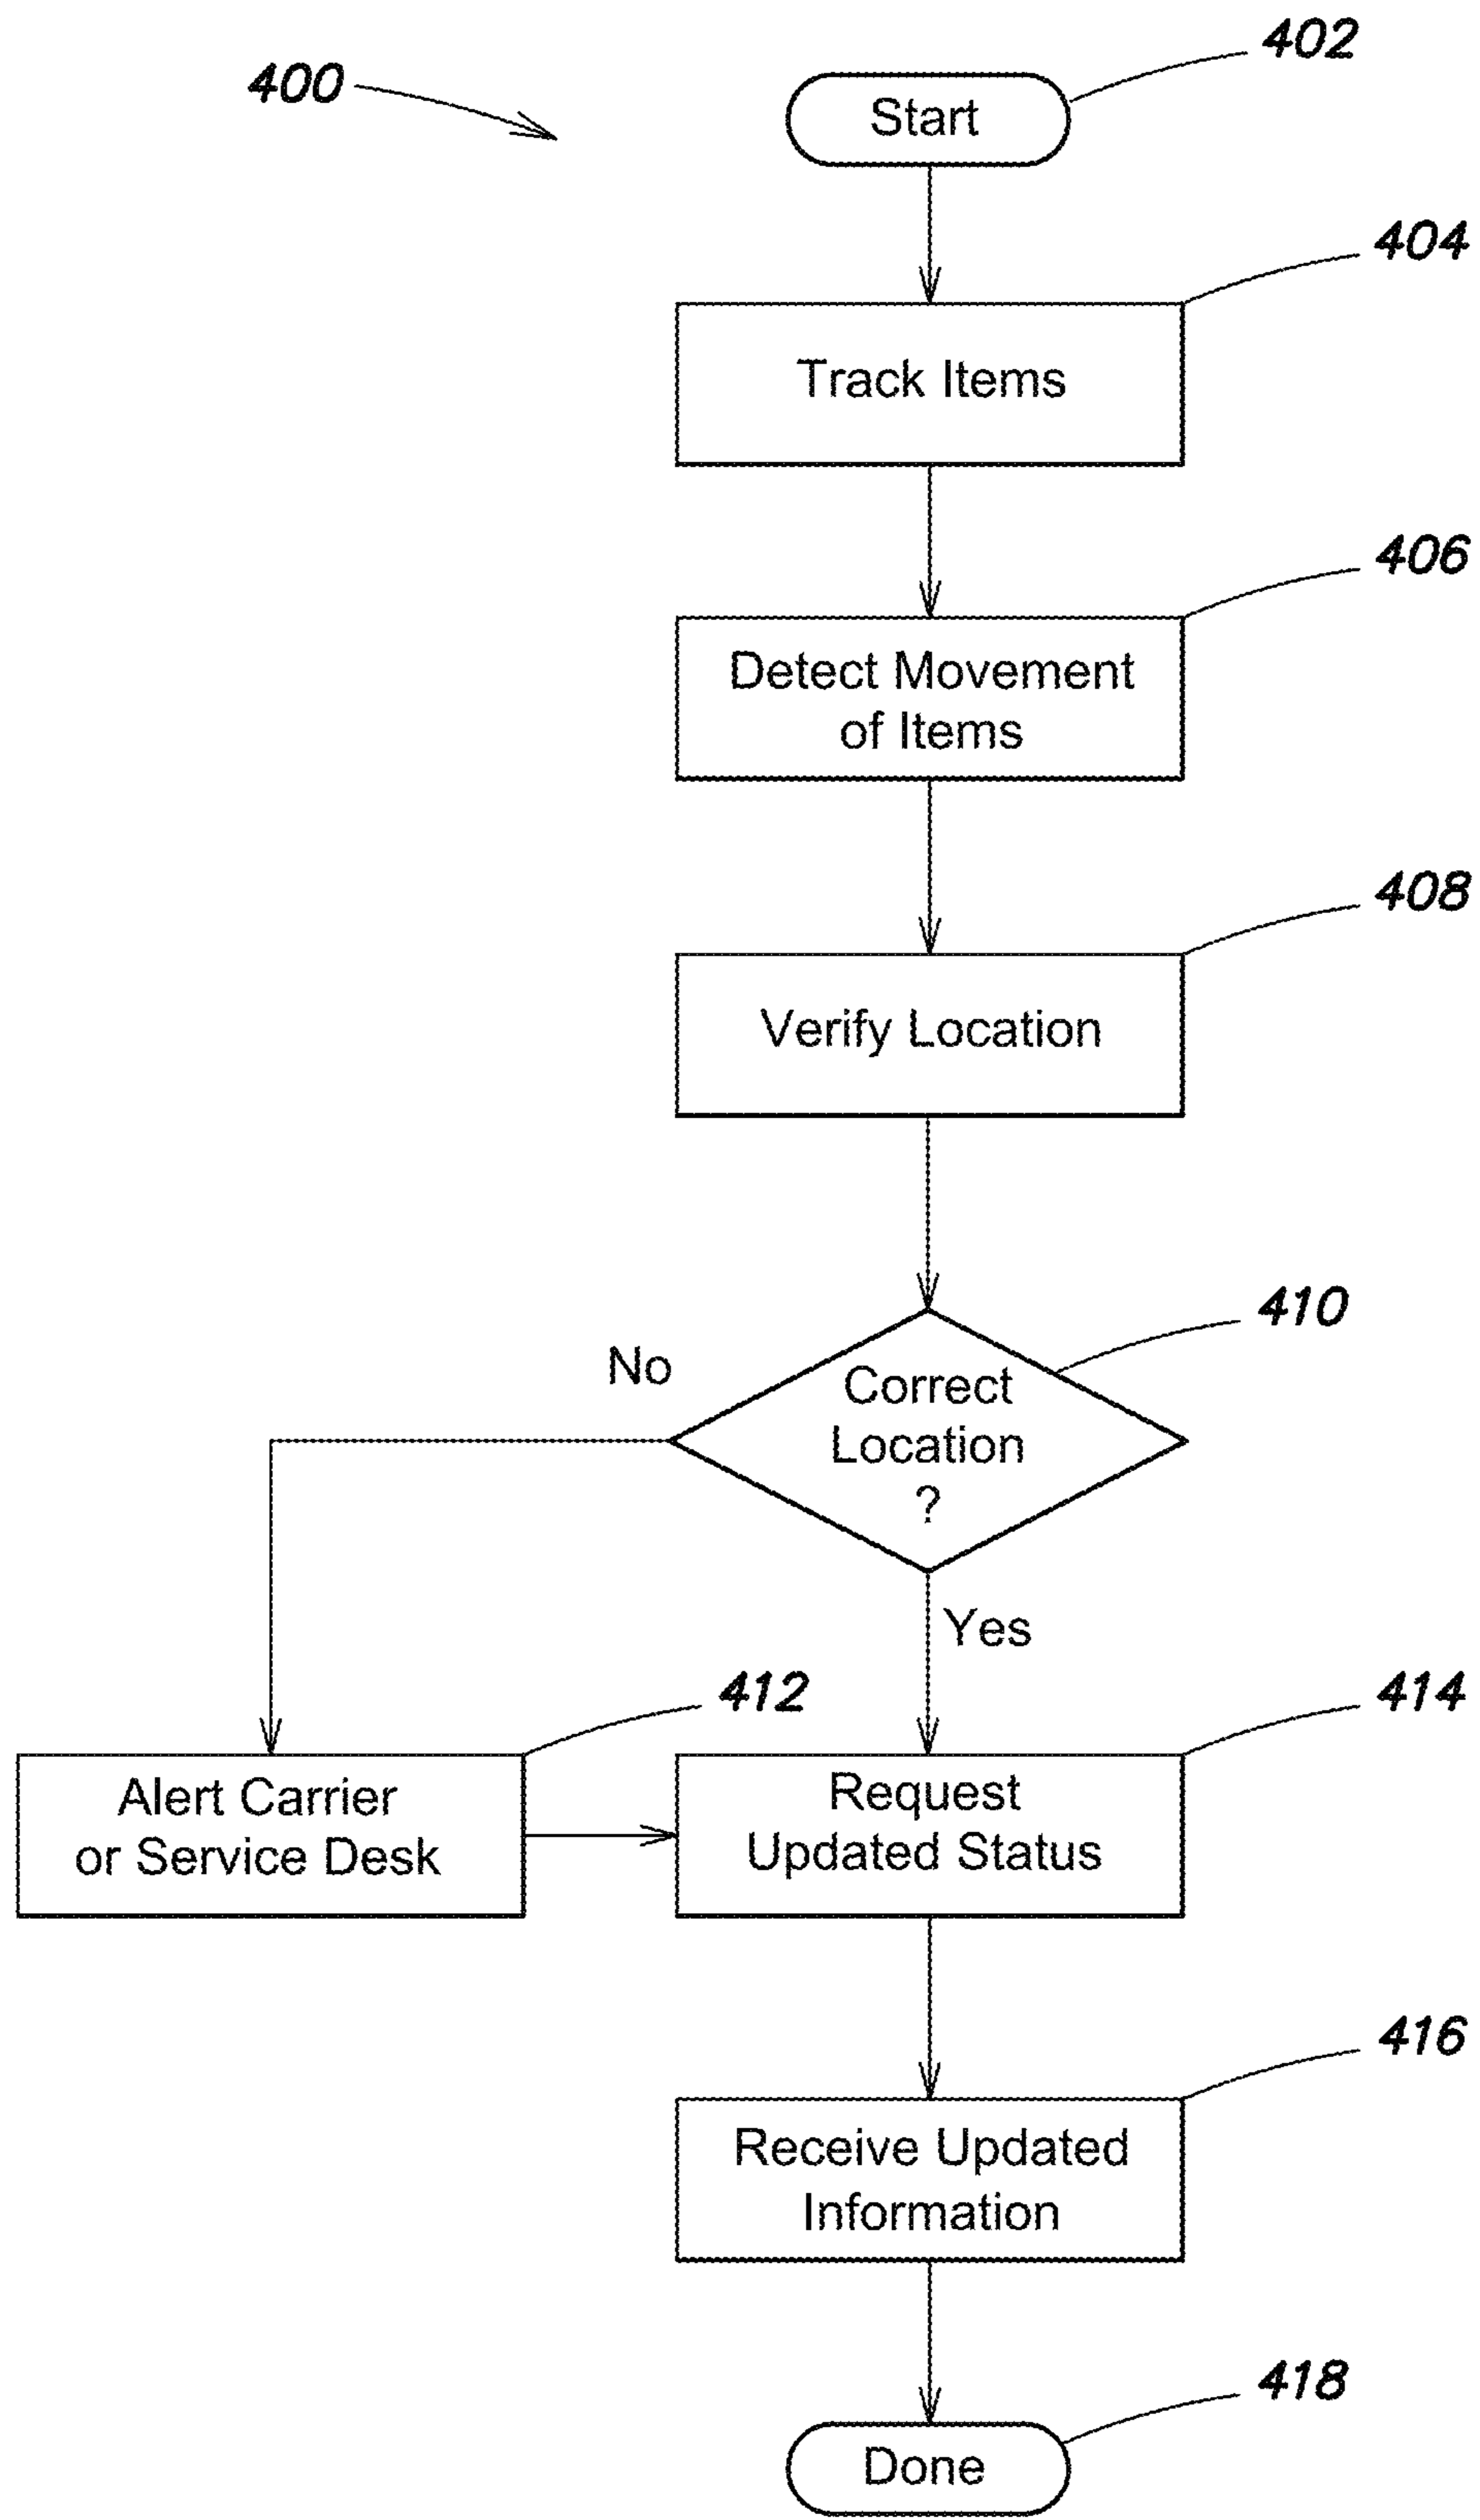 400
402
Start
404
Track Items
406
Detect Movement
of Items
408
Verify Location
410
No
Correct
Location
?
Yes
412
414
Alert Carrier
or Service Desk
Request
Updated Status
416
Receive Updated
Information
418
Done